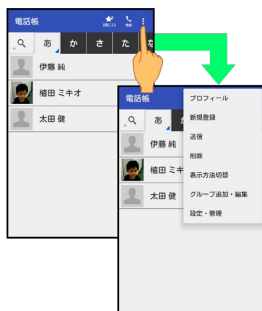 電話帳
あ か さ た な
伊藤 純
植田 ミキオ
太田 健
電話帳
あ
伊藤 純
植田 ミキ
太田 健
プロフィール
新規登録
送信
削除
表示方法切替
グループ追加・編集
設定・管理